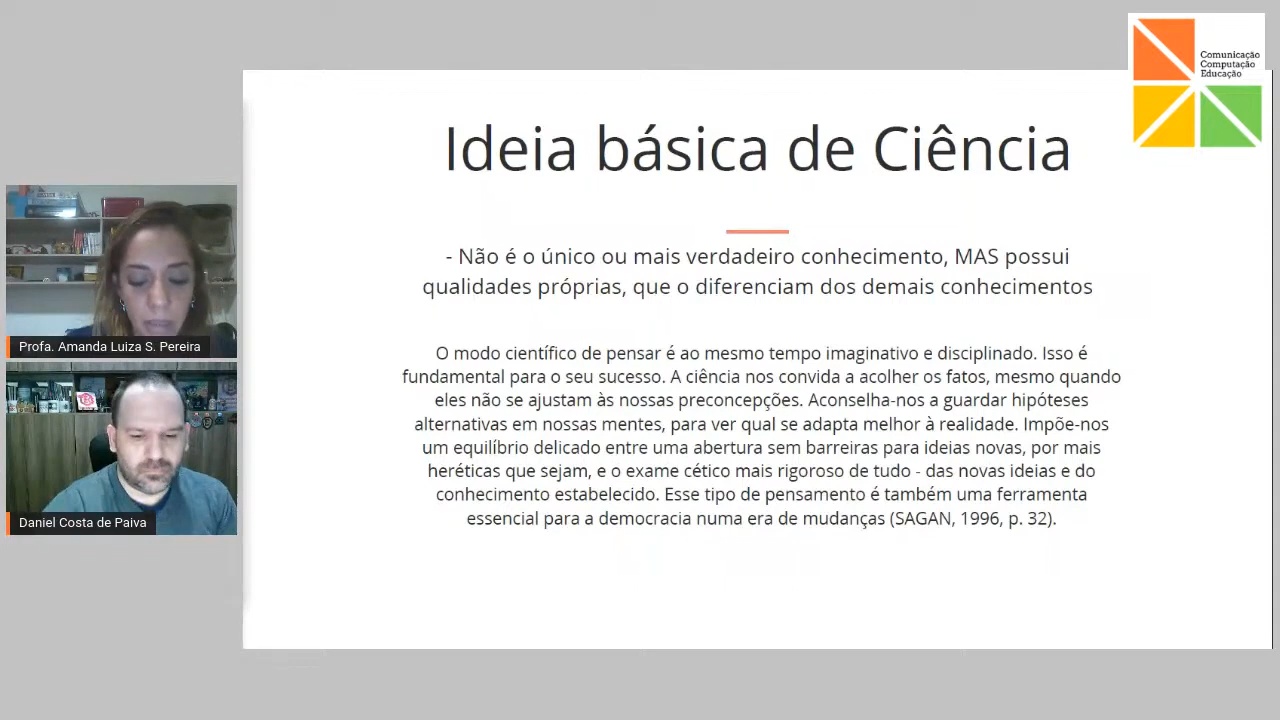 Comunicação
Computação
Educação
Ideia básica de Ciência
- Não é o único ou mais verdadeiro conhecimento, MAS possui
qualidades próprias, que o diferenciam dos demais conhecimentos
O modo científico de pensar é ao mesmo tempo imaginativo e disciplinado. Isso é
fundamental para o seu sucesso. A ciência nos convida a acolher os fatos, mesmo quando
eles não se ajustam às nossas preconcepções. Aconselha-nos a guardar hipóteses
alternativas em nossas mentes, para ver qual se adapta melhor à realidade. Impõe-nos
um equilíbrio delicado entre uma abertura sem barreiras para ideias novas, por mais
heréticas que sejam, e o exame cético mais rigoroso de tudo - das novas ideias e do
conhecimento estabelecido. Esse tipo de pensamento é também uma ferramenta
essencial para a democracia numa era de mudanças (SAGAN, 1996, p. 32).
Profa. Amanda Luiza S. Pereira
Daniel Costa de Paiva